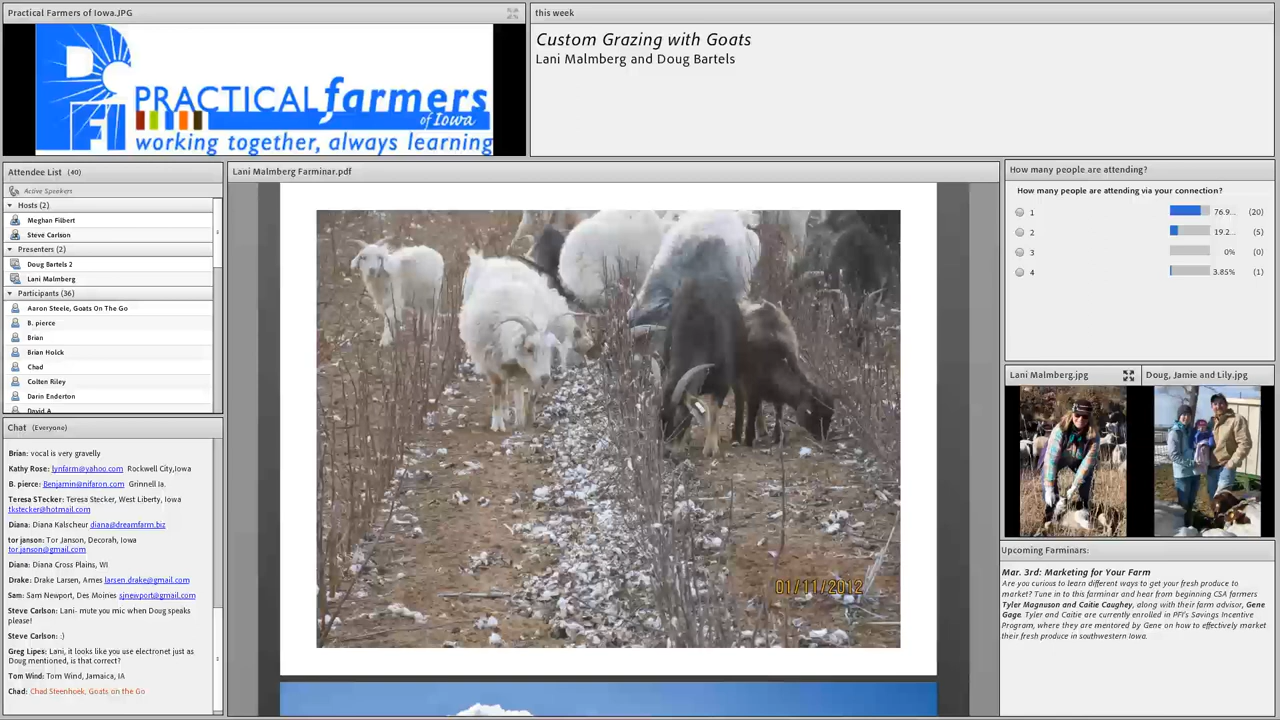 Practical Farmers of Iowa.JPG
PFI
PRACTICAL farmers
of Iowa
working together, always learning
this week
Custom Grazing with Goats
Lani Malmberg and Doug Bartels
Attendee List (40)
Active Speakers
Hosts (2)
Meghan Filbert
Steve Carlson
Presenters (2)
Doug Bartels 2
Lani Malmberg
Participants (36)
Aaron Steele, Goats On The Go
B. pierce
Brian
Brian Holck
Chad
Colten Riley
Darin Enderton
David A
Chat (Everyone)
Brian: vocal is very gravelly
Kathy Rose: lynfarm@yahoo.com Rockwell City,Iowa
B. pierce: Benjamin@nifaron.com Grinnell Ia.
Teresa STecker: Teresa Stecker, West Liberty, Iowa
tkstecker@hotmail.com
Diana: Diana Kalscheur diana@dreamfarm.biz
tor janson: Tor Janson, Decorah, Iowa
tor.janson@gmail.com
Diana: Diana Cross Plains, WI
Drake: Drake Larsen, Ames larsen.drake@gmail.com
Sam: Sam Newport, Des Moines sjnewport@gmail.com
Steve Carlson: Lani- mute you mic when Doug speaks
please!
Steve Carlson: :)
Greg Lipes: Lani, it looks like you use electronet just as
Doug mentioned, is that correct?
Tom Wind: Tom Wind, Jamaica, IA
Chad: Chad Steenhoek, Goats on the Go
Lani Malmberg Farminar.pdf
01/11/2012
How many people are attending?
How many people are attending via your connection?
1 76.9... (20)
2 19.2... (5)
3 0% (0)
4 3.85% (1)
Lani Malmberg.jpg
Doug, Jamie and Lily.jpg
Upcoming Farminars:
Mar. 3rd: Marketing for Your Farm
Are you curious to learn different ways to get your fresh produce to
market? Tune in to this farminar and hear from beginning CSA farmers
Tyler Magnuson and Caitie Caughey, along with their farm advisor, Gene
Gage. Tyler and Caitie are currently enrolled in PFI's Savings Incentive
Program, where they are mentored by Gene on how to effectively market
their fresh produce in southwestern Iowa.